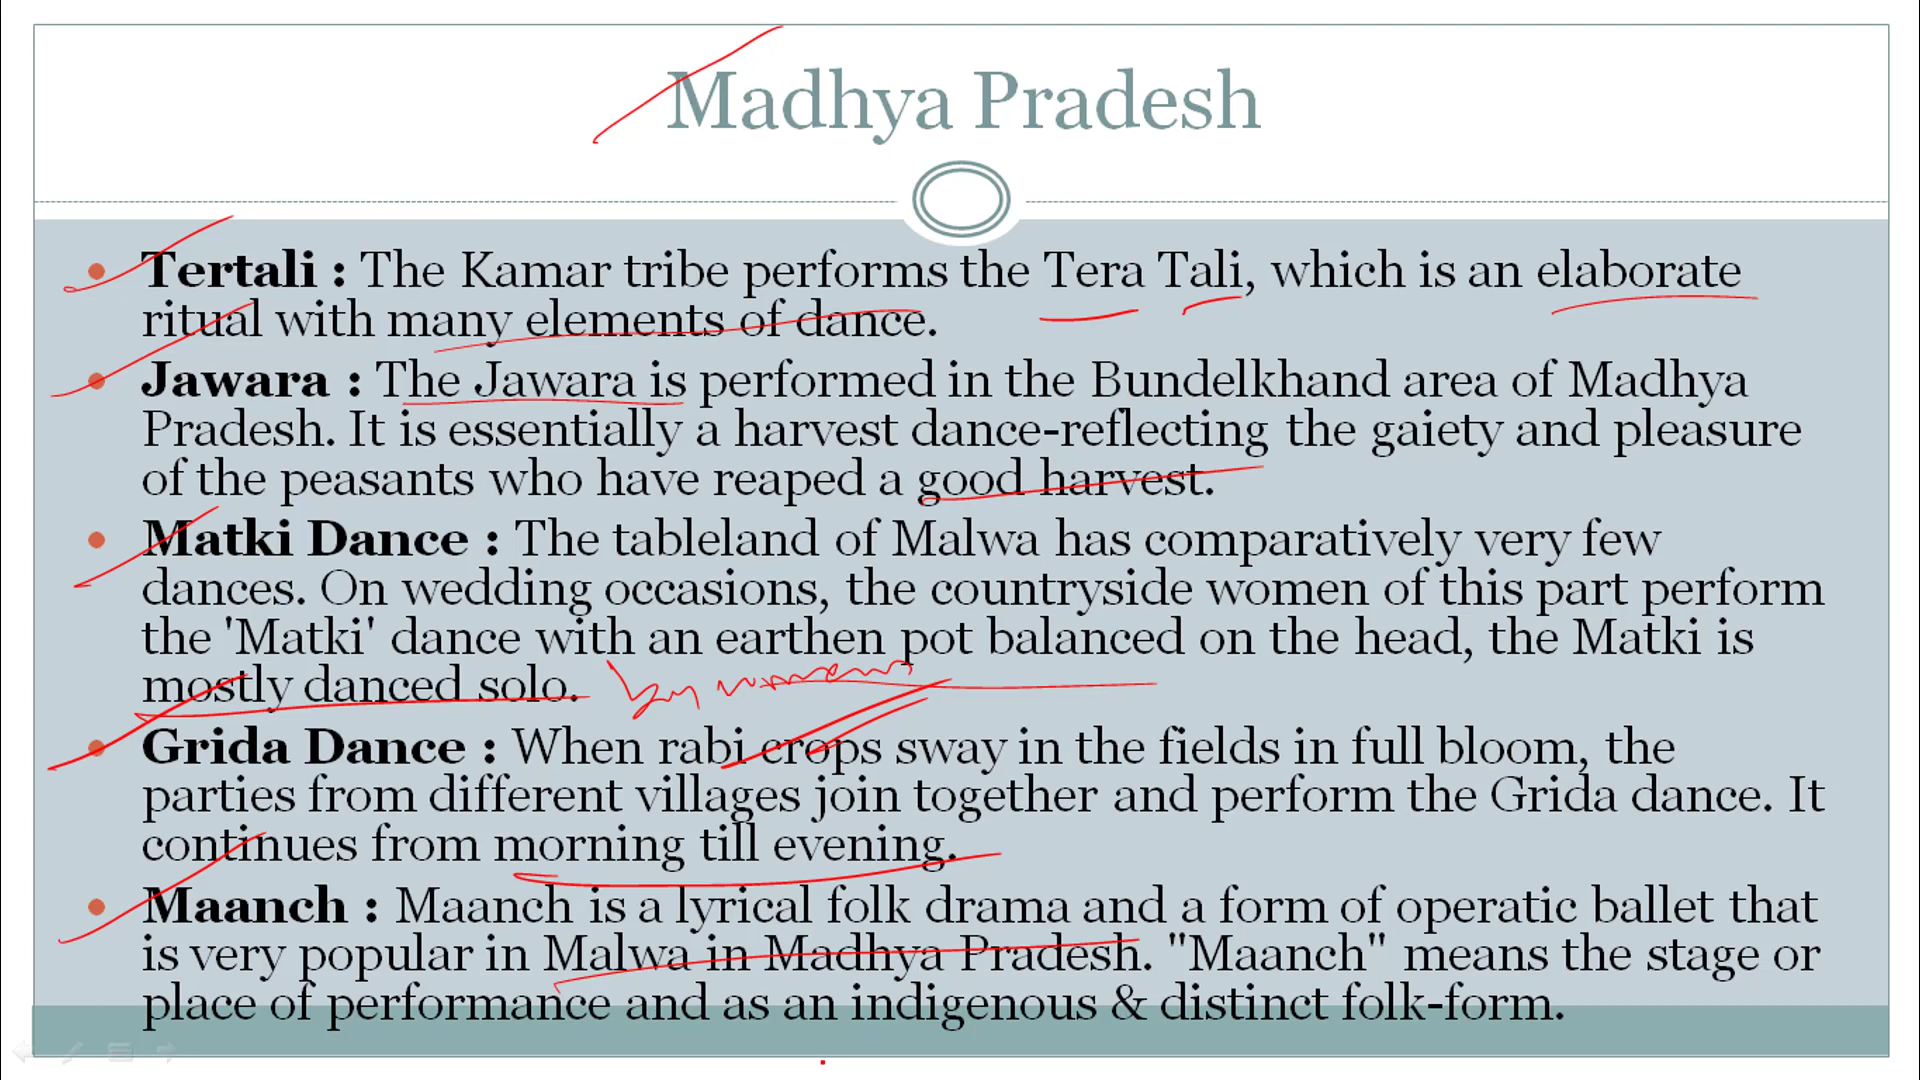 Madhya Pradesh
Tertali : The Kamar tribe performs the Tera Tali, which is an elaborate
ritual with many elements of dance.
Jawara : The Jawara is performed in the Bundelkhand area of Madhya
Pradesh. It is essentially a harvest dance-reflecting the gaiety and pleasure
of the peasants who have reaped a good harvest.
Matki Dance : The tableland of Malwa has comparatively very few
dances. On wedding occasions, the countryside women of this part perform
the 'Matki' dance with an earthen pot balanced on the head, the Matki is
mostly danced solo. by women
Grida Dance : When rabi crops sway in the fields in full bloom, the
parties from different villages join together and perform the Grida dance. It
continues from morning till evening.
Maanch : Maanch is a lyrical folk drama and a form of operatic ballet that
is very popular in Malwa in Madhya Pradesh. "Maanch" means the stage or
place of performance and as an indigenous & distinct folk-form.